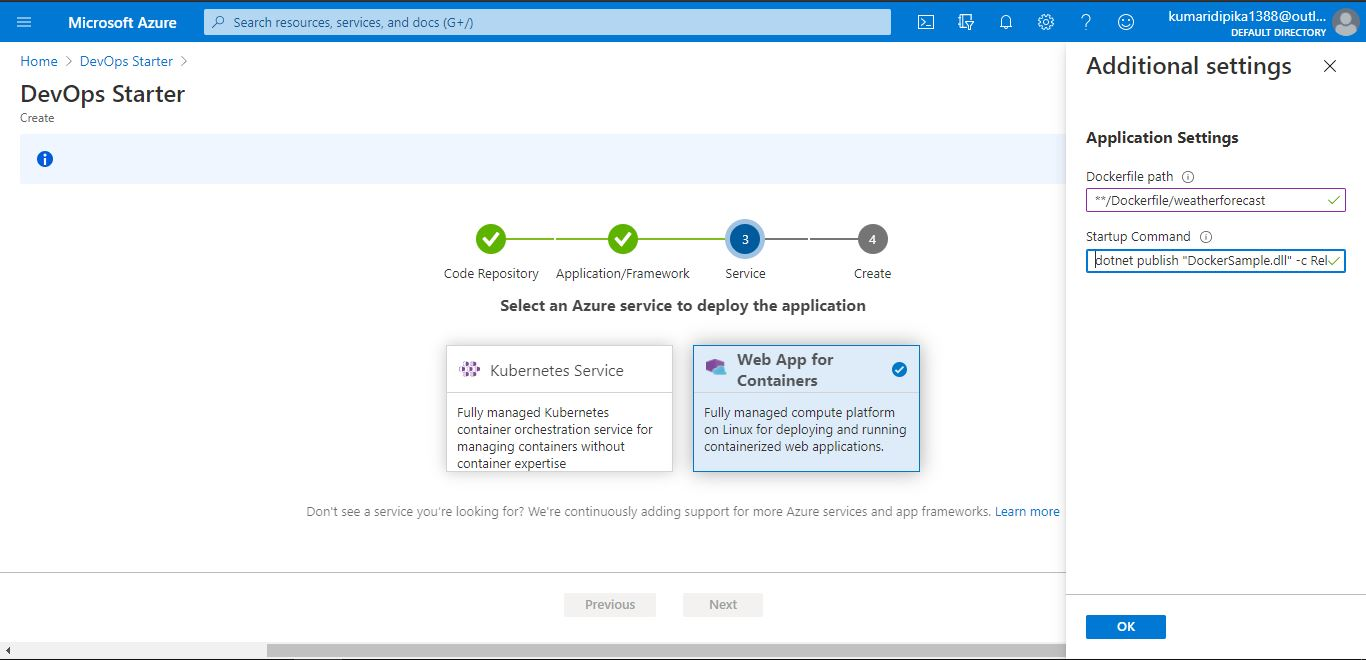 Microsoft Azure
Search resources, services, and docs (G+/)
kumaridipika1388@outl...
DEFAULT DIRECTORY
Home > DevOps Starter >
DevOps Starter
Create
Code Repository
Application/Framework
3
Service
4
Create
Select an Azure service to deploy the application
Kubernetes Service
Fully managed Kubernetes
container orchestration service for
managing containers without
container expertise
Web App for
Containers
Fully managed compute platform
on Linux for deploying and running
containerized web applications.
Don't see a service you're looking for? We're continuously adding support for more Azure services and app frameworks. Learn more
Previous
Next
Additional settings
Application Settings
Dockerfile path
**/Dockerfile/weatherforecast
Startup Command
dotnet publish "DockerSample.dll" -c Rel
OK